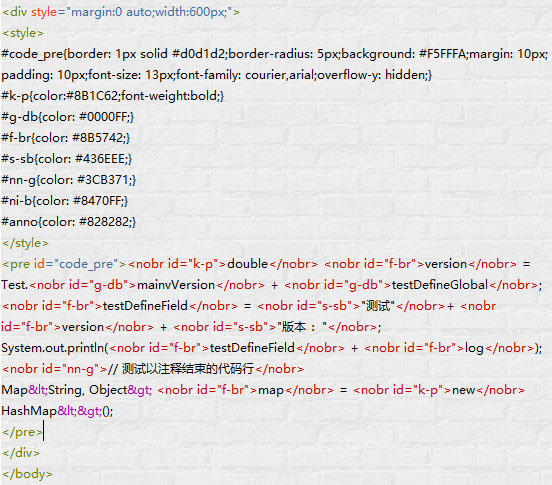 <div style="margin:0 auto;width:600px;">
<style>
#code_pre{border: 1px solid #d0d1d2;border-radius: 5px;background: #F5FFFA;margin: 10px;
padding: 10px;font-size: 13px;font-family: courier,arial;overflow-y: hidden;}
#k-p{color:#8B1C62;font-weight:bold;}
#g-db{color: #0000FF;}
#f-br{color: #8B5742;}
#s-sb{color: #436EEE;}
#nn-g{color: #3CB371;}
#ni-b{color: #8470FF;}
#anno{color: #828282;}
</style>
<pre id="code_pre"><nobr id="k-p">double</nobr> <nobr id="f-br">version</nobr> =
Test.<nobr id="g-db">mainvVersion</nobr> + <nobr id="g-db">testDefineGlobal</nobr>;
<nobr id="f-br">testDefineField</nobr> = <nobr id="s-sb">"测试"</nobr>+ <nobr
id="f-br">version</nobr> + <nobr id="s-sb">"版本 : "</nobr>;
System.out.println(<nobr id="f-br">testDefineField</nobr> + <nobr id="f-br">log</nobr>);
<nobr id="nn-g">// 测试以注释结束的代码行</nobr>
Map&lt;String, Object&gt; <nobr id="f-br">map</nobr> = <nobr id="k-p">new</nobr>
HashMap&lt;&gt;();
</pre>
</div>
</body>